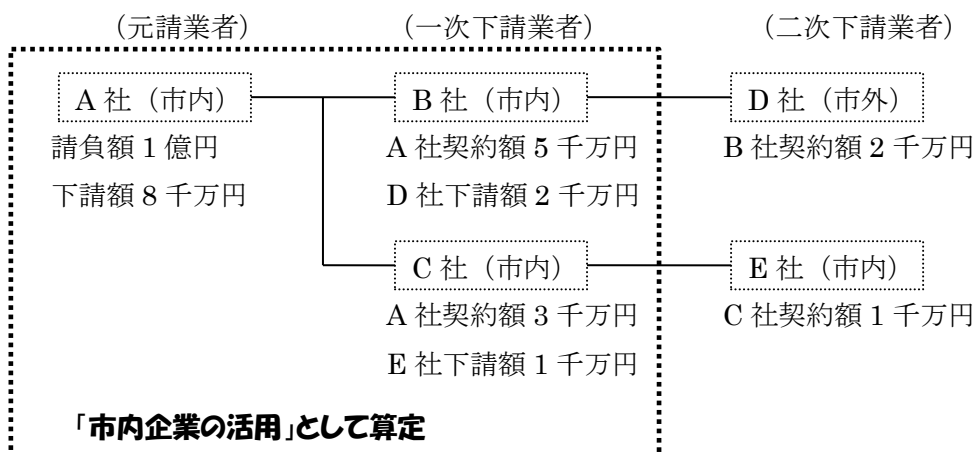 （元請業者） （一次下請業者） （二次下請業者）
A 社（市内） B 社（市内） D 社（市外）
請負額 1 億円 A 社契約額 5 千万円 B 社契約額 2 千万円
下請額 8 千万円 D 社下請額 2 千万円
C 社（市内） E 社（市内）
A 社契約額 3 千万円 C 社契約額 1 千万円
E 社下請額 1 千万円
「市内企業の活用」として算定